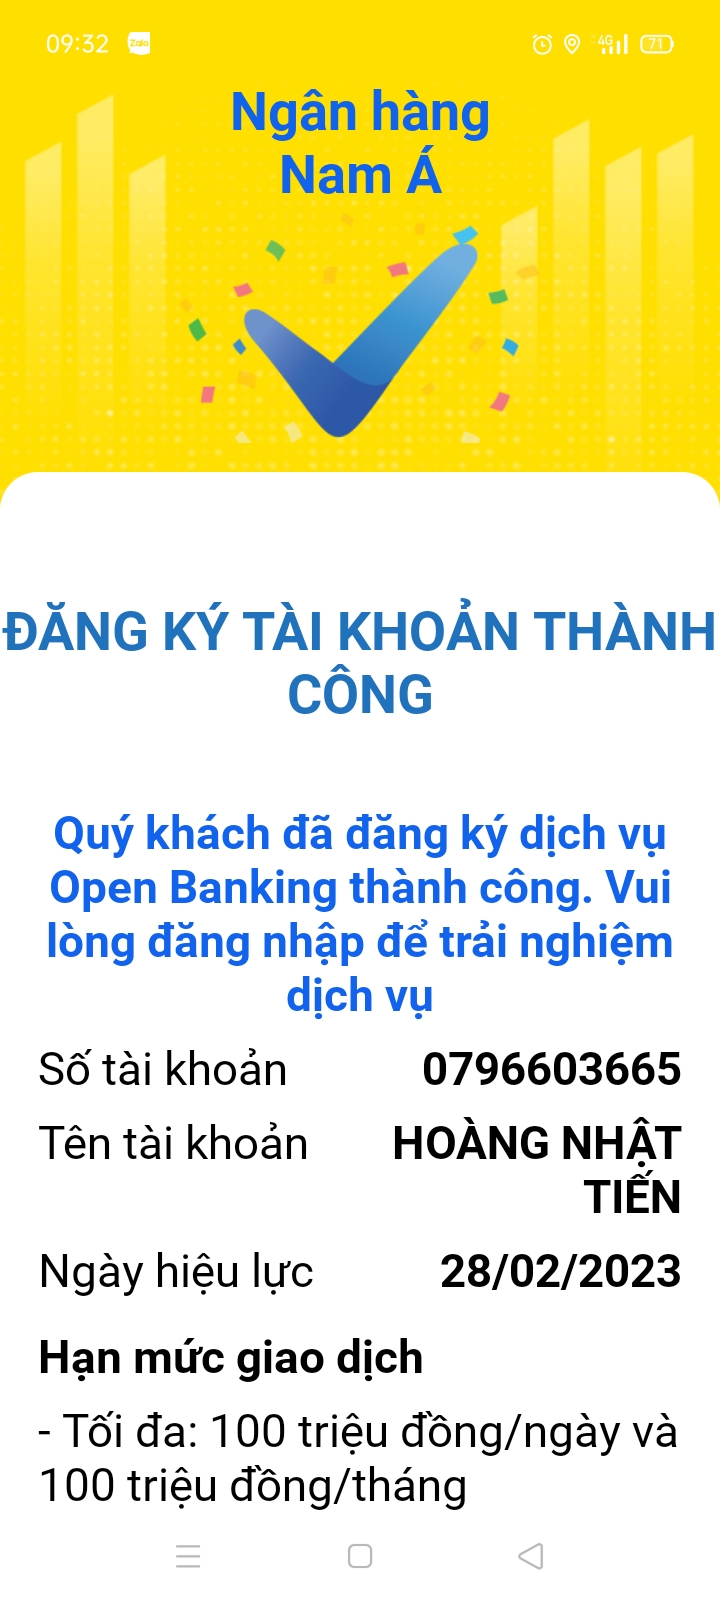 09:32 Zalo 4G 71
Ngân hàng
Nam Á
ĐĂNG KÝ TÀI KHOẢN THÀNH
CÔNG
Quý khách đã đăng ký dịch vụ
Open Banking thành công. Vui
lòng đăng nhập để trải nghiệm
dịch vụ
Số tài khoản 0796603665
Tên tài khoản HOÀNG NHẬT
TIẾN
Ngày hiệu lực 28/02/2023
Hạn mức giao dịch
- Tối đa: 100 triệu đồng/ngày và
100 triệu đồng/tháng